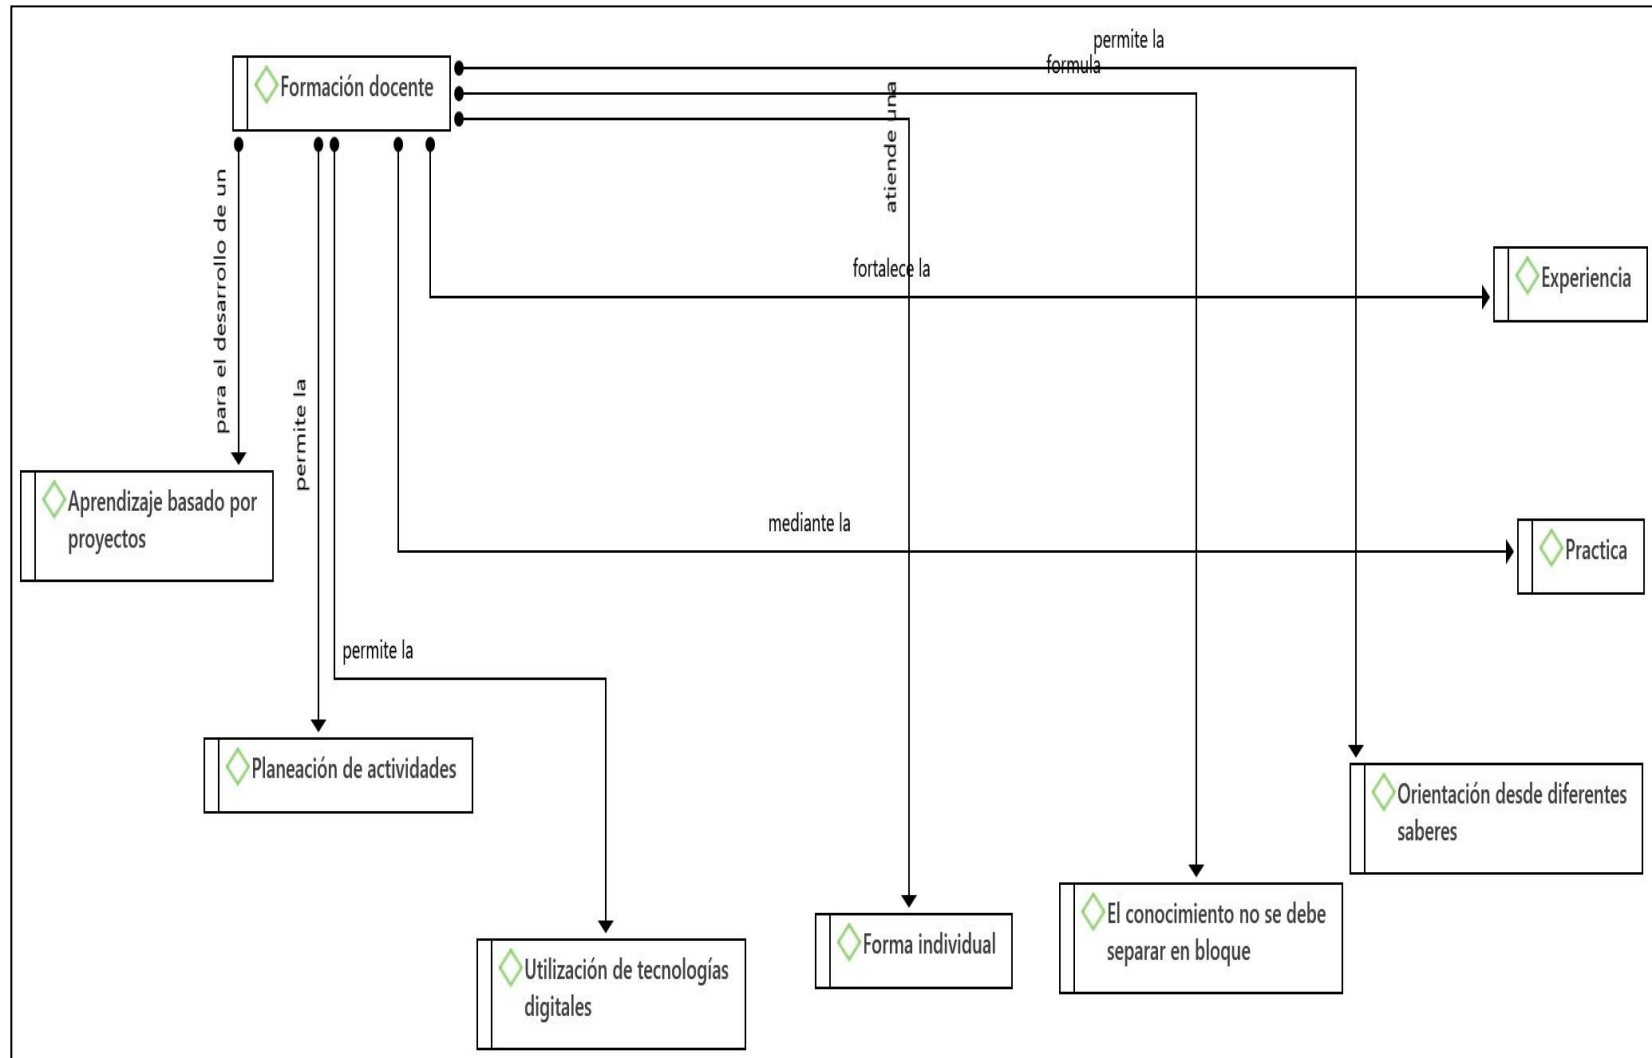 permite la
formula
Formación docente
atiende una
para el desarrollo de un
fortalece la
Experiencia
permite la
Aprendizaje basado por
proyectos
mediante la
Practica
permite la
Planeación de actividades
Orientación desde diferentes
saberes
El conocimiento no se debe
separar en bloque
Forma individual
Utilización de tecnologías
digitales